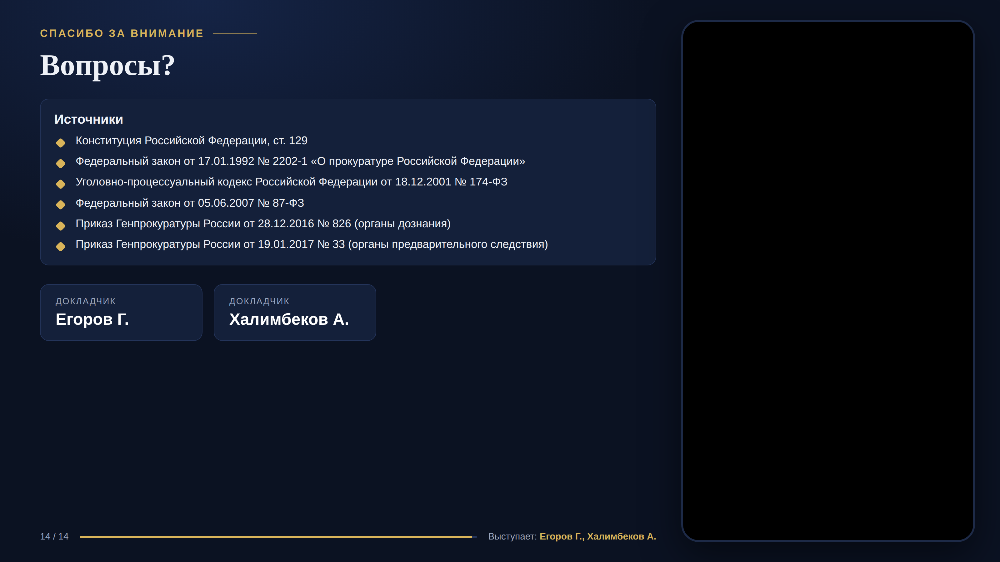 СПАСИБО ЗА ВНИМАНИЕ
Вопросы?
Источники
Конституция Российской Федерации, ст. 129
Федеральный закон от 17.01.1992 № 2202-1 «О прокуратуре Российской Федерации»
Уголовно-процессуальный кодекс Российской Федерации от 18.12.2001 № 174-ФЗ
Федеральный закон от 05.06.2007 № 87-ФЗ
Приказ Генпрокуратуры России от 28.12.2016 № 826 (органы дознания)
Приказ Генпрокуратуры России от 19.01.2017 № 33 (органы предварительного следствия)
ДОКЛАДЧИК
Егоров Г.
ДОКЛАДЧИК
Халимбеков А.
14 / 14
Выступает: Егоров Г., Халимбеков А.